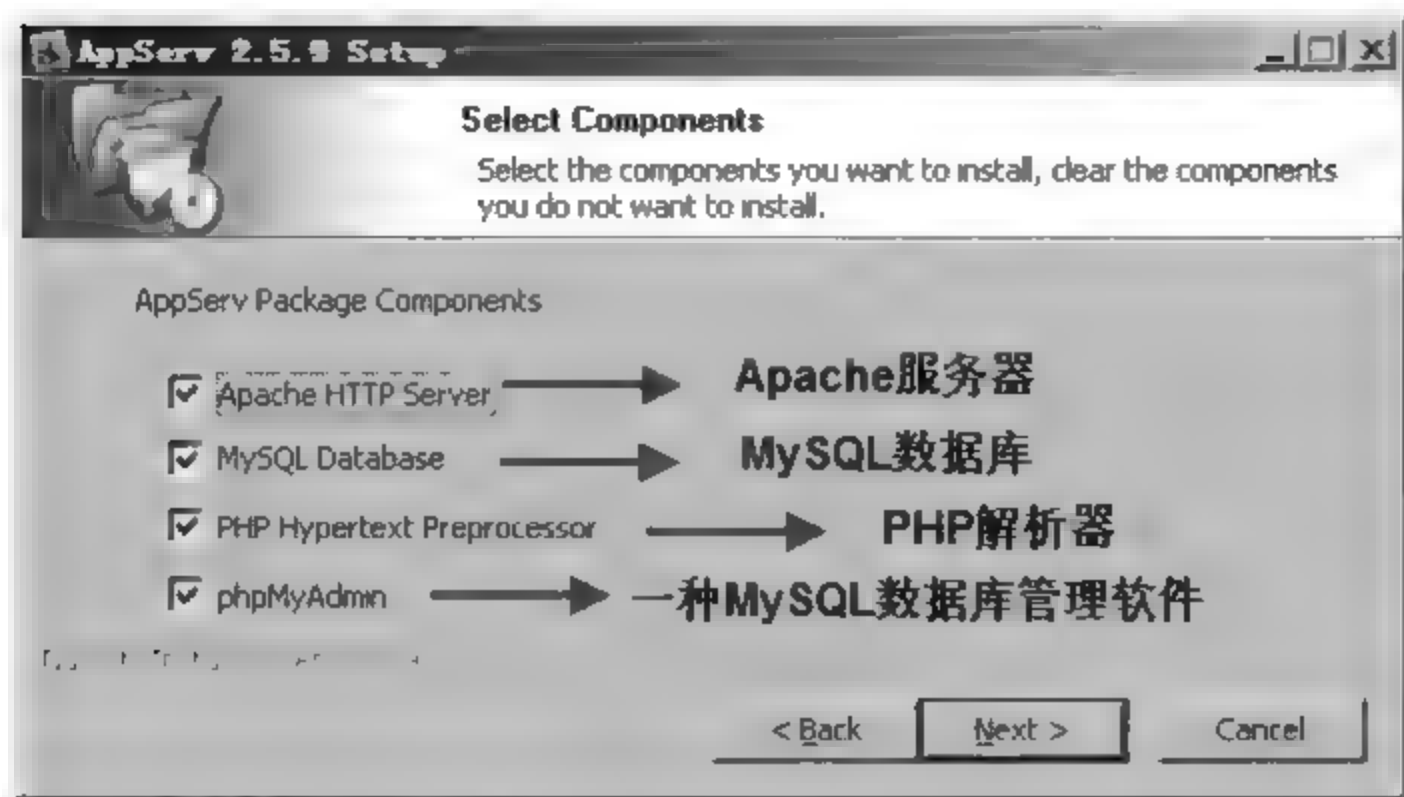 AppServ 2.5.9 Setup
Select Components
Select the components you want to install, clear the components
you do not want to install.
AppServ Package Components
Apache HTTP Server
Apache服务器
MySQL Database
MySQL数据库
PHP Hypertext Preprocessor
PHP解析器
phpMyAdmin
一种MySQL数据库管理软件
< Back
Next >
Cancel